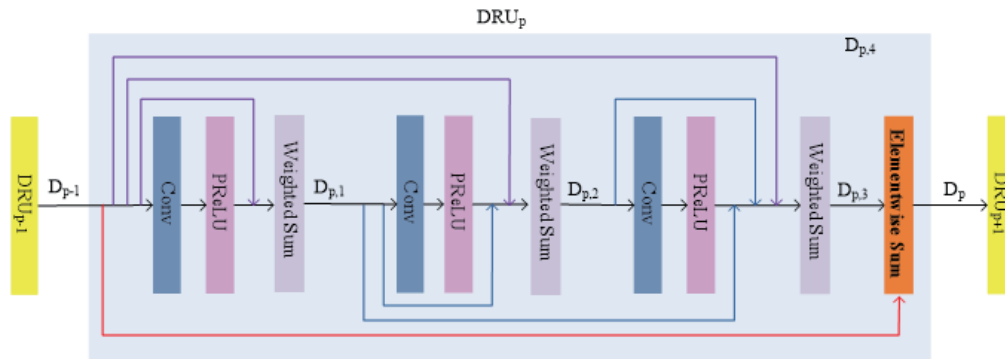 DRUp
Dp,4
DRUp-1
Dp-1
Conv
PReLU
Weighted Sum
Dp,1
Conv
PReLU
Weighted Sum
Dp,2
Conv
PReLU
Weighted Sum
Dp,3
Elementwise Sum
Dp
DRUp+1